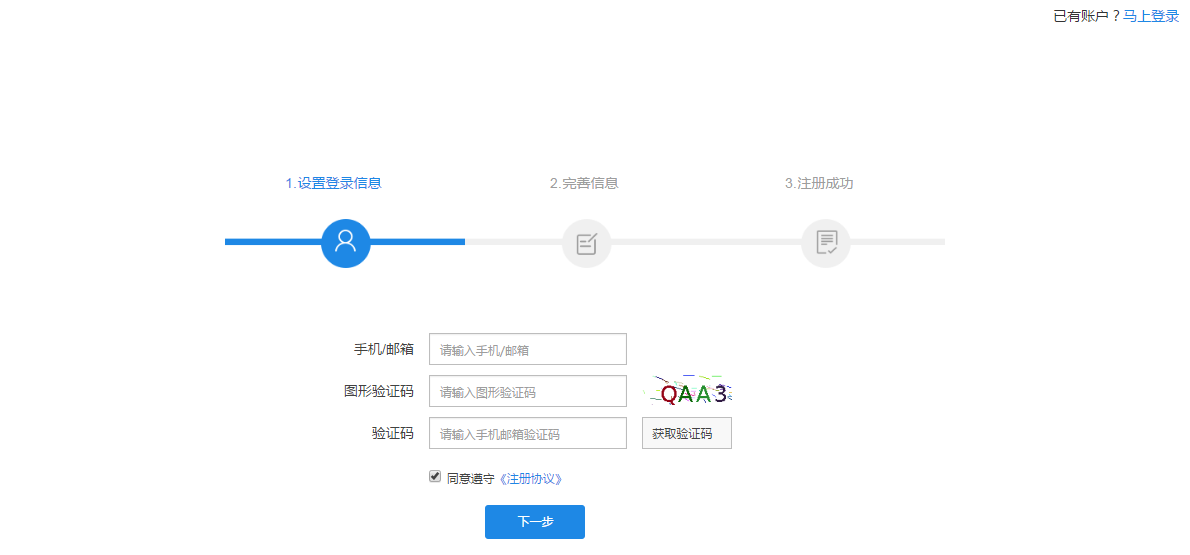 已有账户？马上登录
1.设置登录信息
2.完善信息
3.注册成功
手机/邮箱
请输入手机/邮箱
图形验证码
请输入图形验证码
QAA3
验证码
请输入手机邮箱验证码
获取验证码
同意遵守《注册协议》
下一步